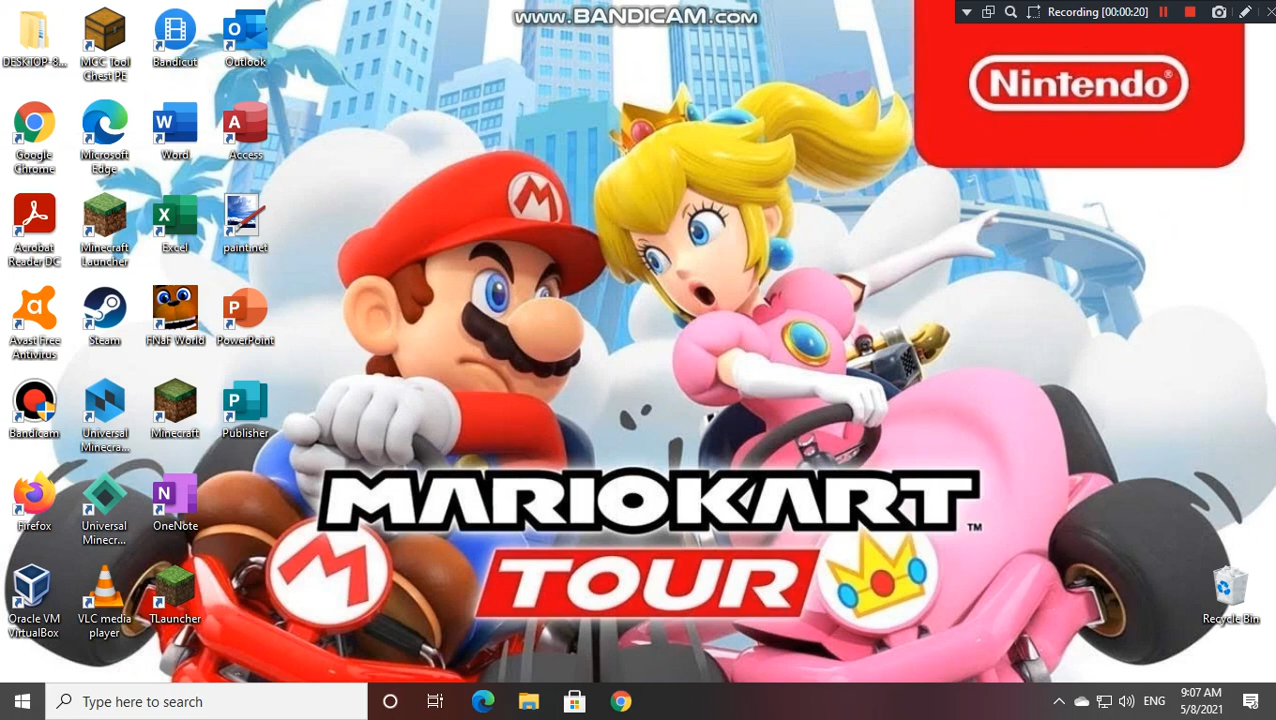 www.BANDICAM.com
Recording [00:00:20]
Nintendo®
DESKTOP-8...
MCC Tool
Chest PE
Bandicut
Outlook
Google
Chrome
Microsoft
Edge
Word
Access
Acrobat
Reader DC
Minecraft
Launcher
Excel
paint.net
Avast Free
Antivirus
Steam
FNaF World
PowerPoint
Bandicam
Universal
Minecra...
Minecraft
Publisher
Firefox
Universal
Minecr...
OneNote
Oracle VM
VirtualBox
VLC media
player
TLauncher
MARIOKART™
TOUR
Recycle Bin
Type here to search
ENG
9:07 AM
5/8/2021